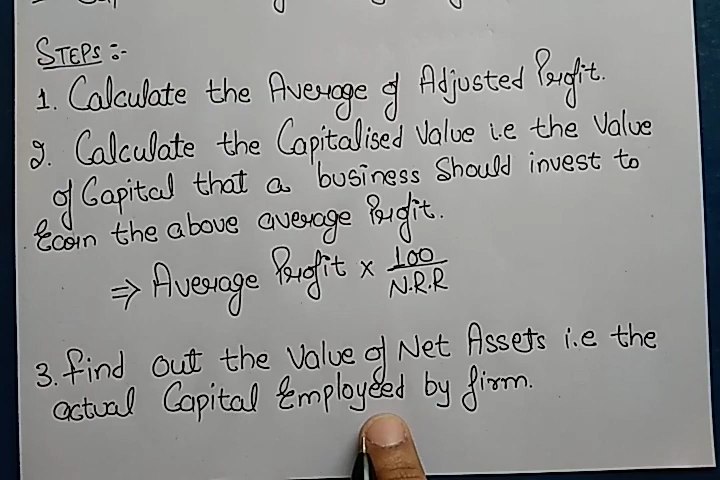 STEPS :-
1. Calculate the Average of Adjusted Profit.
2. Calculate the Capitalised Value i.e the Value
of Capital that a business Should invest to
Earn the above average Profit.
⇒ Average Profit × 100
N.R.R
3. find out the Value of Net Assets i.e the
actual Capital Employeed by firm.